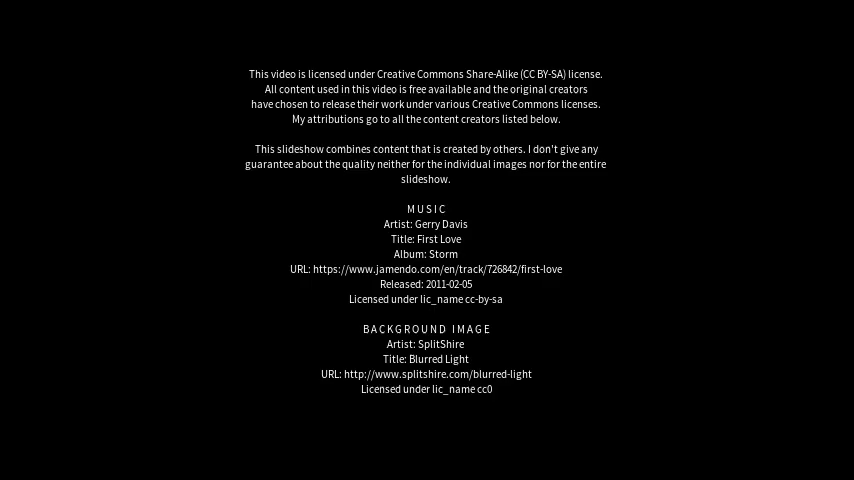 This video is licensed under Creative Commons Share-Alike (CC BY-SA) license.
All content used in this video is free available and the original creators
have chosen to release their work under various Creative Commons licenses.
My attributions go to all the content creators listed below.
This slideshow combines content that is created by others. I don't give any
guarantee about the quality neither for the individual images nor for the entire
slideshow.
MUSIC
Artist: Gerry Davis
Title: First Love
Album: Storm
URL: https://www.jamendo.com/en/track/726842/first-love
Released: 2011-02-05
Licensed under lic_name cc-by-sa
BACKGROUND IMAGE
Artist: SplitShire
Title: Blurred Light
URL: http://www.splitshire.com/blurred-light
Licensed under lic_name cc0